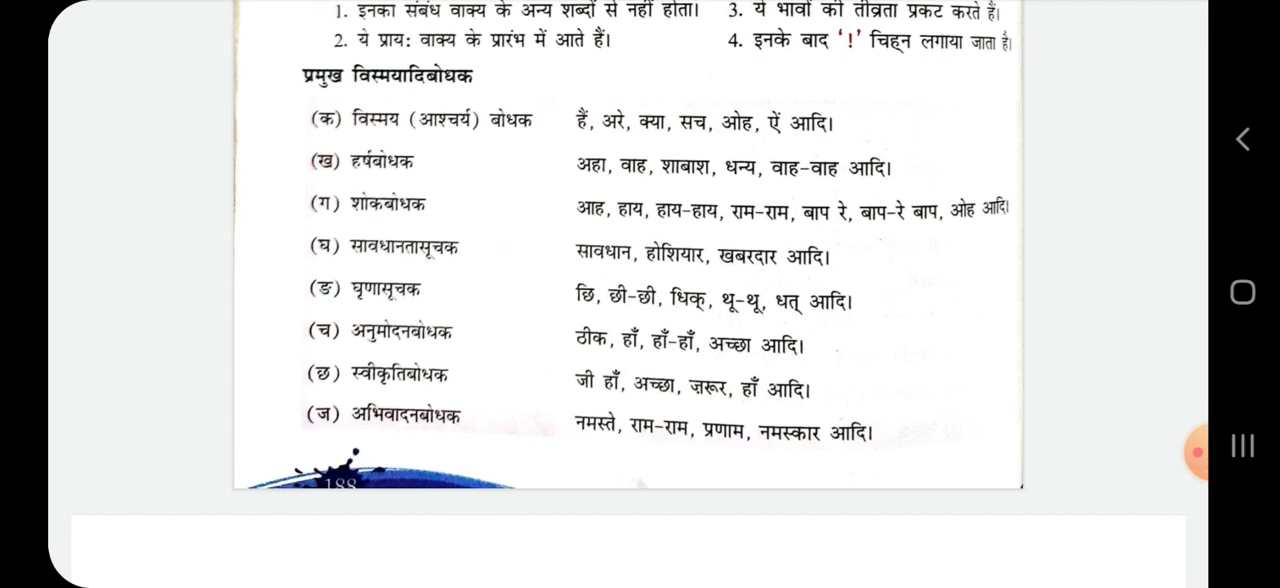 1. इनका संबंध वाक्य के अन्य शब्दों से नहीं होता। 3. ये भावों की तीव्रता प्रकट करते हैं।
2. ये प्राय: वाक्य के प्रारंभ में आते हैं। 4. इनके बाद ‘!’ चिह्न लगाया जाता है।
प्रमुख विस्मयादिबोधक
(क) विस्मय (आश्चर्य) बोधक हैं, अरे, क्या, सच, ओह, ऐं आदि।
(ख) हर्षबोधक अहा, वाह, शाबाश, धन्य, वाह-वाह आदि।
(ग) शोकबोधक आह, हाय, हाय-हाय, राम-राम, बाप रे, बाप-रे बाप, ओह आदि।
(घ) सावधानतासूचक सावधान, होशियार, खबरदार आदि।
(ङ) घृणासूचक छि, छी-छी, धिक्, थू-थू, धत् आदि।
(च) अनुमोदनबोधक ठीक, हाँ, हाँ-हाँ, अच्छा आदि।
(छ) स्वीकृतिबोधक जी हाँ, अच्छा, ज़रूर, हाँ आदि।
(ज) अभिवादनबोधक नमस्ते, राम-राम, प्रणाम, नमस्कार आदि।
188